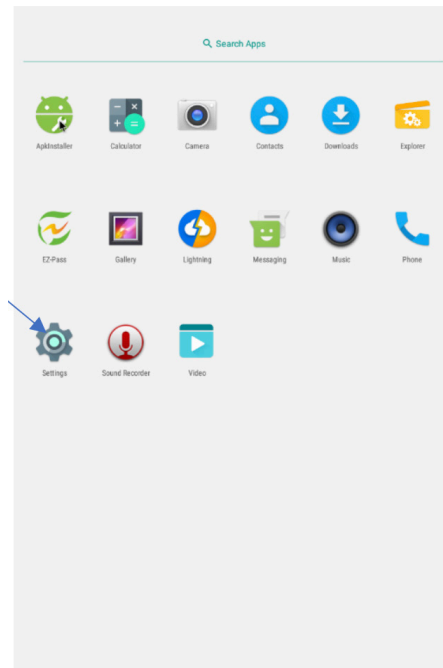 Search Apps
ApkInstaller Calculator Camera Contacts Downloads Explorer
EZ-Pass Gallery Lightning Messaging Music Phone
Settings Sound Recorder Video